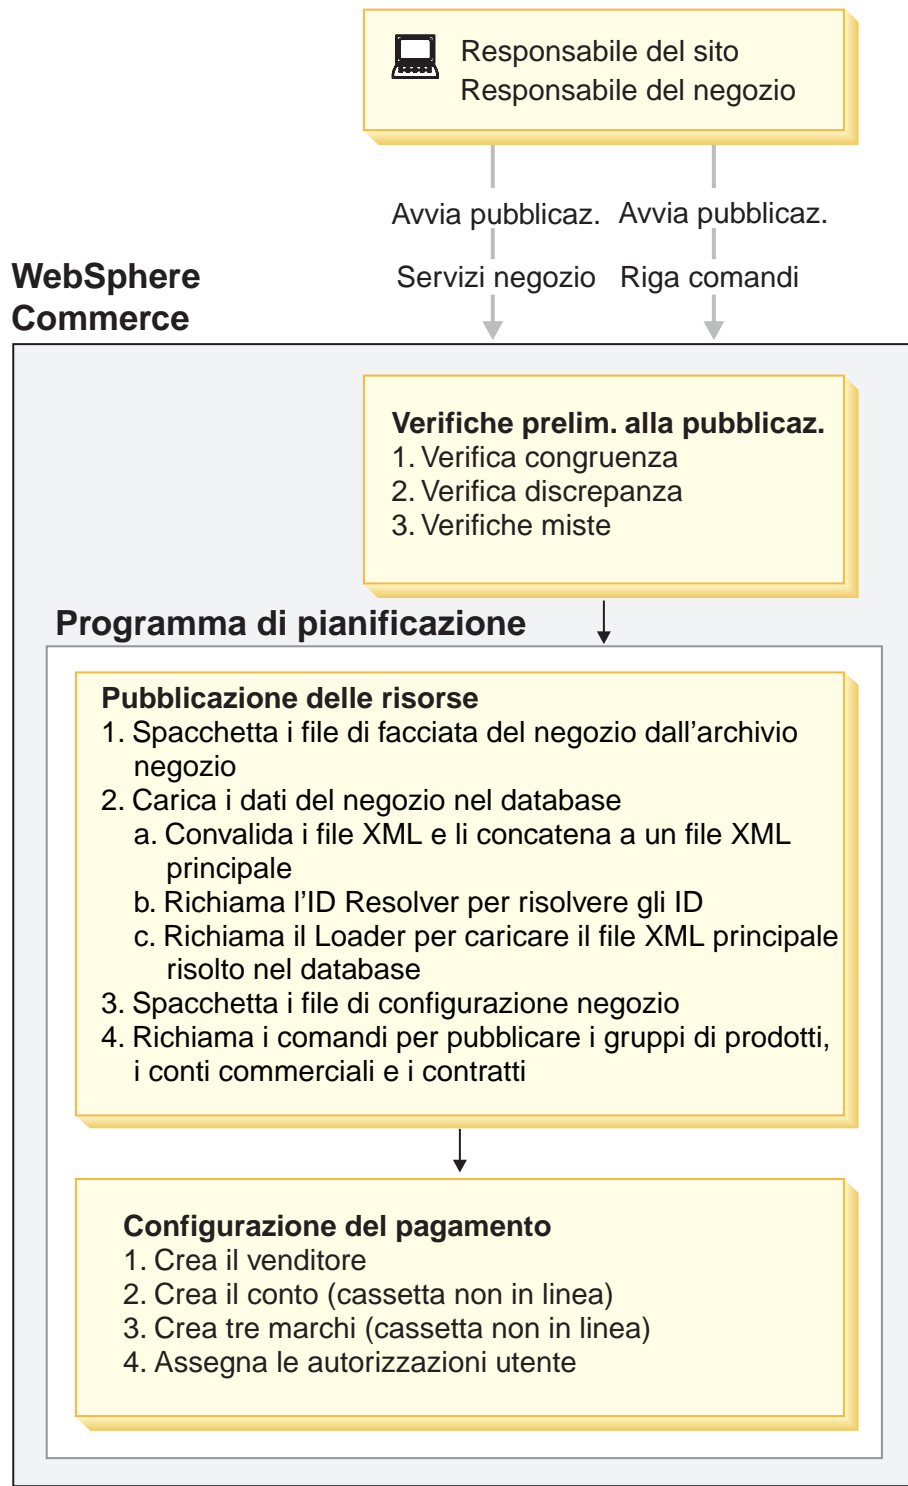 Responsabile del sito
Responsabile del negozio
Avvia pubblicaz. Avvia pubblicaz.
Servizi negozio Riga comandi
WebSphere
Commerce
Verifiche prelim. alla pubblicaz.
1. Verifica congruenza
2. Verifica discrepanza
3. Verifiche miste
Programma di pianificazione
Pubblicazione delle risorse
1. Spacchetta i file di facciata del negozio dall'archivio
negozio
2. Carica i dati del negozio nel database
a. Convalida i file XML e li concatena a un file XML
principale
b. Richiama l'ID Resolver per risolvere gli ID
c. Richiama il Loader per caricare il file XML principale
risolto nel database
3. Spacchetta i file di configurazione negozio
4. Richiama i comandi per pubblicare i gruppi di prodotti,
i conti commerciali e i contratti
Configurazione del pagamento
1. Crea il venditore
2. Crea il conto (cassetta non in linea)
3. Crea tre marchi (cassetta non in linea)
4. Assegna le autorizzazioni utente